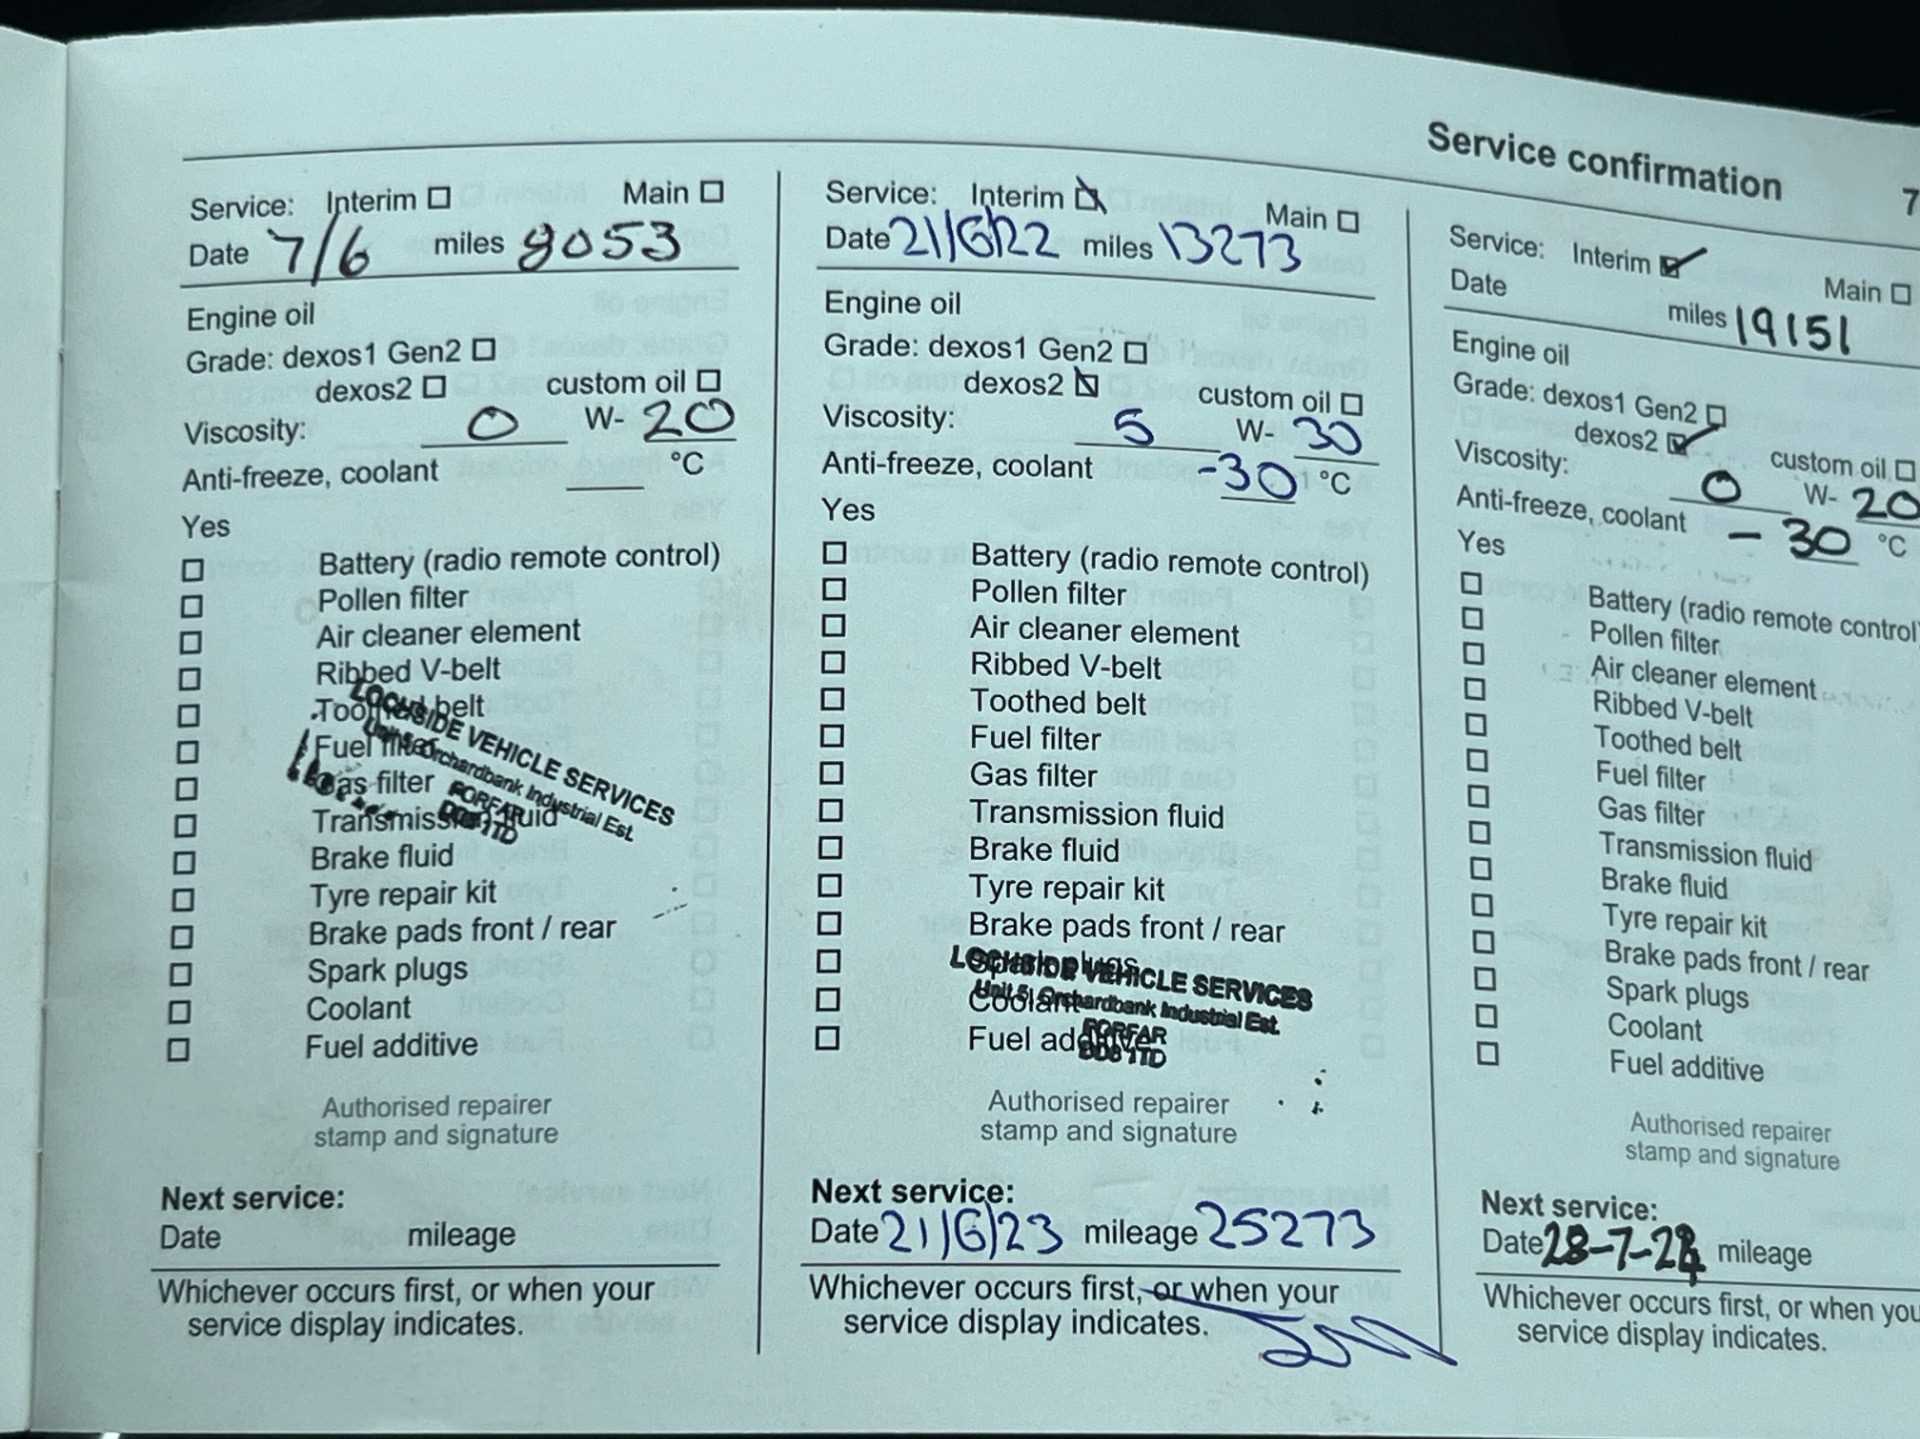 Service confirmation 7
Service: Interim Main
Date 7/6 miles 8053
Engine oil
Grade: dexos1 Gen2
dexos2 custom oil
Viscosity: 0 W- 20
Anti-freeze, coolant °C
Yes
Battery (radio remote control)
Pollen filter
Air cleaner element
Ribbed V-belt
Toothed belt
Fuel filter
Gas filter
Transmission fluid
Brake fluid
Tyre repair kit
Brake pads front / rear
Spark plugs
Coolant
Fuel additive
LOCHSIDE VEHICLE SERVICES
Unit 5, Orchardbank Industrial Est.
FORFAR
DD8 1TD
Authorised repairer
stamp and signature
Next service:
Date mileage
Whichever occurs first, or when your
service display indicates.
Service: Interim Main
Date 21/6/22 miles 13273
Engine oil
Grade: dexos1 Gen2
dexos2 custom oil
Viscosity: 5 W- 30
Anti-freeze, coolant -30 °C
Yes
Battery (radio remote control)
Pollen filter
Air cleaner element
Ribbed V-belt
Toothed belt
Fuel filter
Gas filter
Transmission fluid
Brake fluid
Tyre repair kit
Brake pads front / rear
Spark plugs
Coolant
Fuel additive
LOCHSIDE VEHICLE SERVICES
Unit 5, Orchardbank Industrial Est.
FORFAR
DD8 1TD
Authorised repairer
stamp and signature
Next service:
Date 21/6/23 mileage 25273
Whichever occurs first, or when your
service display indicates.
Service: Interim Main
Date miles 19151
Engine oil
Grade: dexos1 Gen2
dexos2 custom oil
Viscosity: 0 W- 20
Anti-freeze, coolant -30 °C
Yes
Battery (radio remote control)
Pollen filter
Air cleaner element
Ribbed V-belt
Toothed belt
Fuel filter
Gas filter
Transmission fluid
Brake fluid
Tyre repair kit
Brake pads front / rear
Spark plugs
Coolant
Fuel additive
Authorised repairer
stamp and signature
Next service:
Date 28-7-24 mileage
Whichever occurs first, or when you
service display indicates.